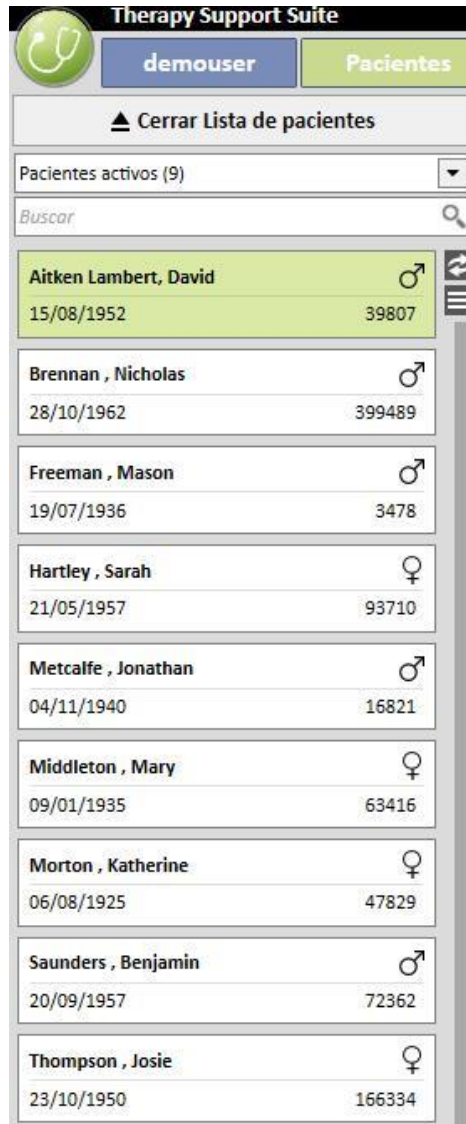 Therapy Support Suite
demouser
Pacientes
Cerrar Lista de pacientes
Pacientes activos (9)
Buscar
Aitken Lambert, David
15/08/1952 39807
Brennan , Nicholas
28/10/1962 399489
Freeman , Mason
19/07/1936 3478
Hartley , Sarah
21/05/1957 93710
Metcalfe , Jonathan
04/11/1940 16821
Middleton , Mary
09/01/1935 63416
Morton , Katherine
06/08/1925 47829
Saunders , Benjamin
20/09/1957 72362
Thompson , Josie
23/10/1950 166334